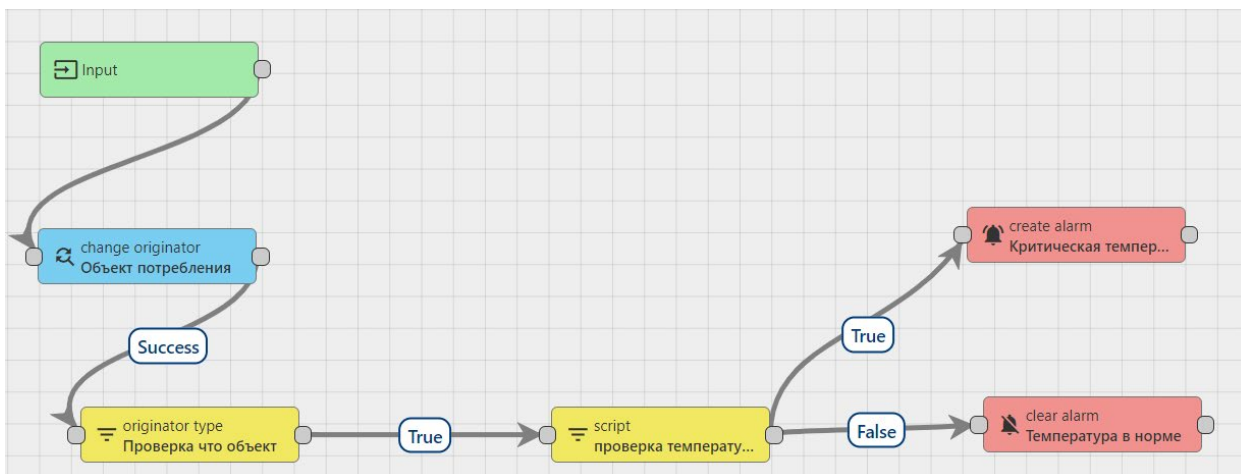 Input
change originator
Объект потребления
Success
originator type
Проверка что объект
True
script
проверка температу...
True
False
create alarm
Критическая темпер...
clear alarm
Температура в норме